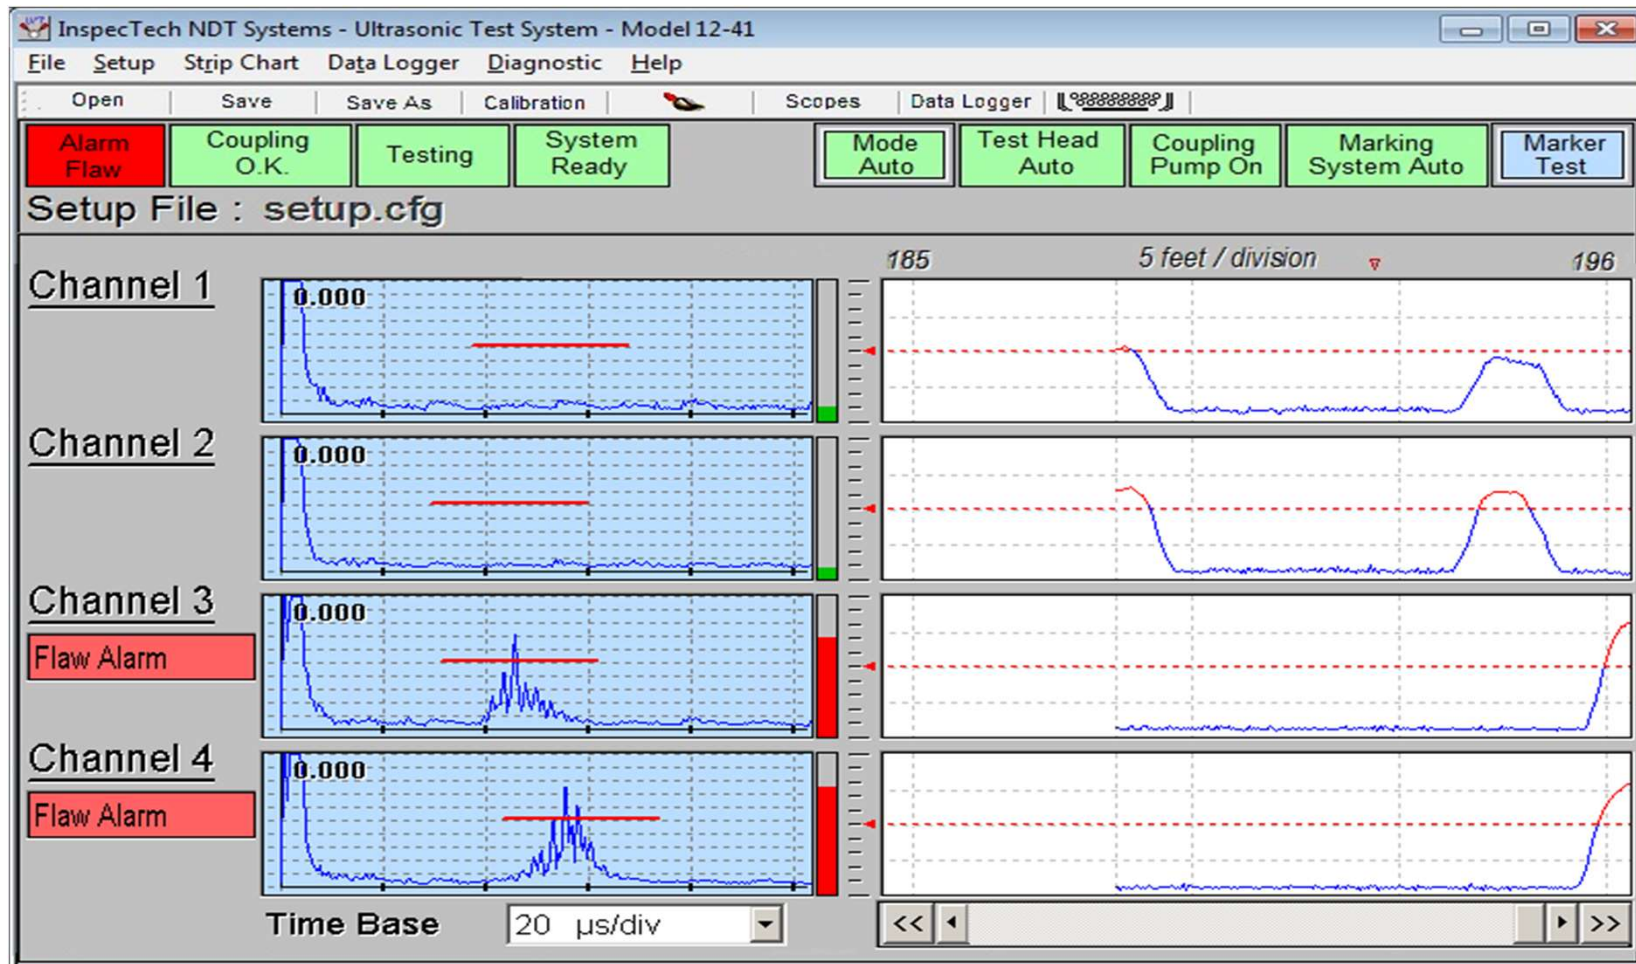 InspecTech NDT Systems - Ultrasonic Test System - Model 12-41
File Setup Strip Chart Data Logger Diagnostic Help
Open Save Save As Calibration Scopes Data Logger
Alarm Flaw
Coupling O.K.
Testing
System Ready
Mode Auto
Test Head Auto
Coupling Pump On
Marking System Auto
Marker Test
Setup File : setup.cfg
185 5 feet / division 196
Channel 1
0.000
Channel 2
0.000
Channel 3
0.000
Flaw Alarm
Channel 4
0.000
Flaw Alarm
Time Base 20 µs/div << >>